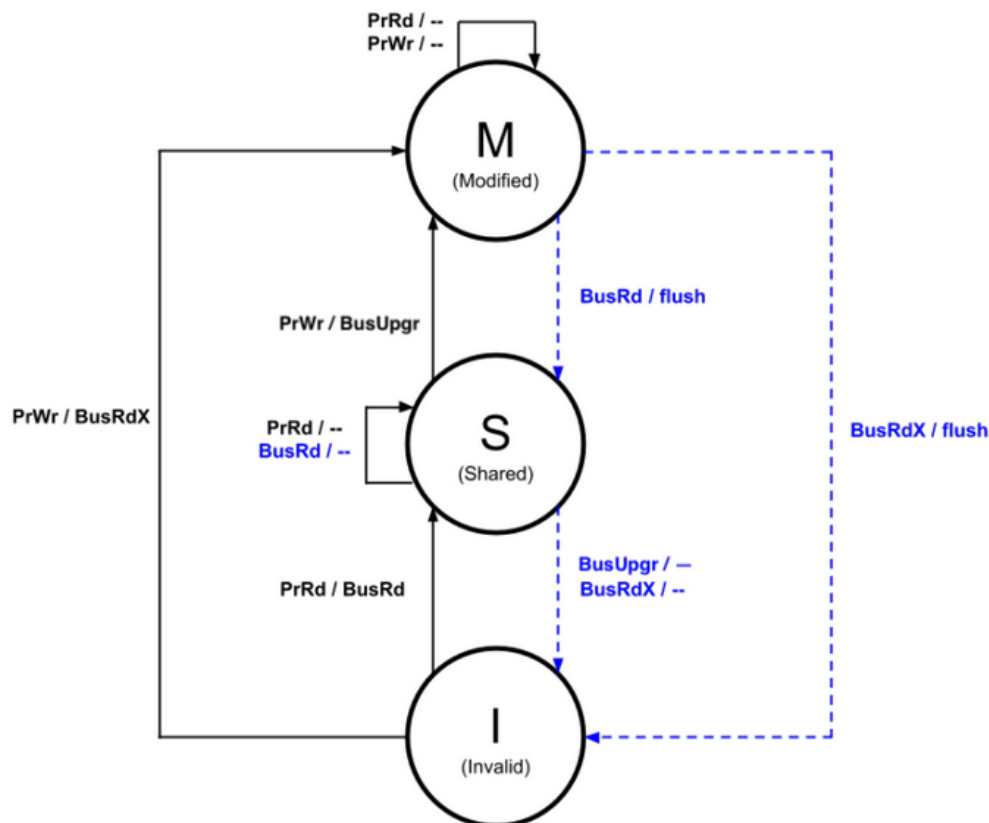 PrRd / --
PrWr / --
M
(Modified)
BusRd / flush
PrWr / BusUpgr
PrWr / BusRdX
PrRd / --
BusRd / --
S
(Shared)
BusRdX / flush
BusUpgr / —
BusRdX / --
PrRd / BusRd
I
(Invalid)